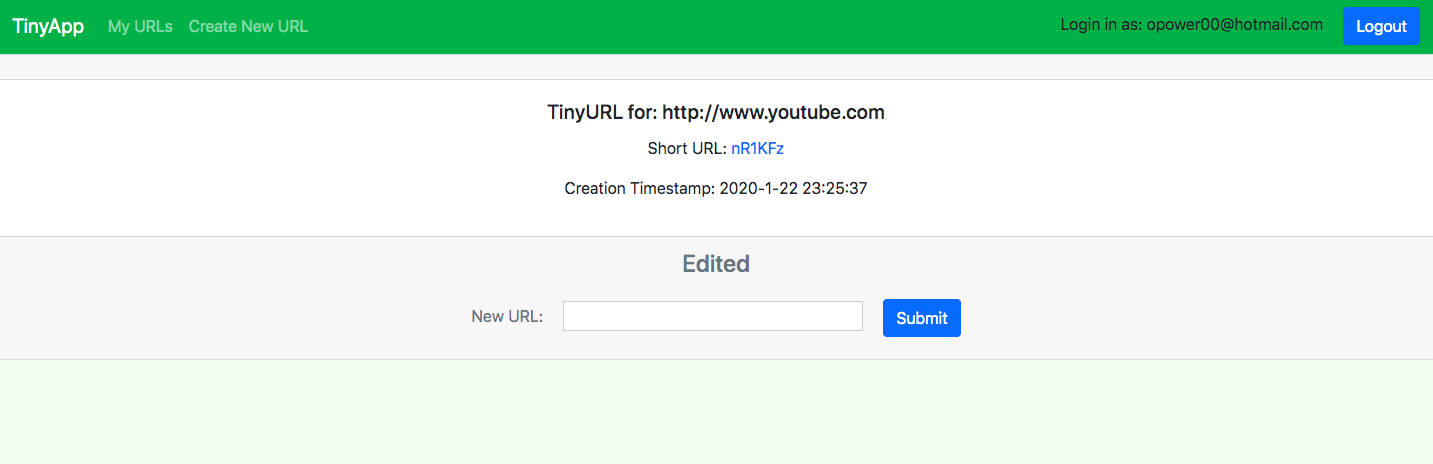 TinyApp My URLs Create New URL Login in as: opower00@hotmail.com Logout
TinyURL for: http://www.youtube.com
Short URL: nR1KFz
Creation Timestamp: 2020-1-22 23:25:37
Edited
New URL: Submit